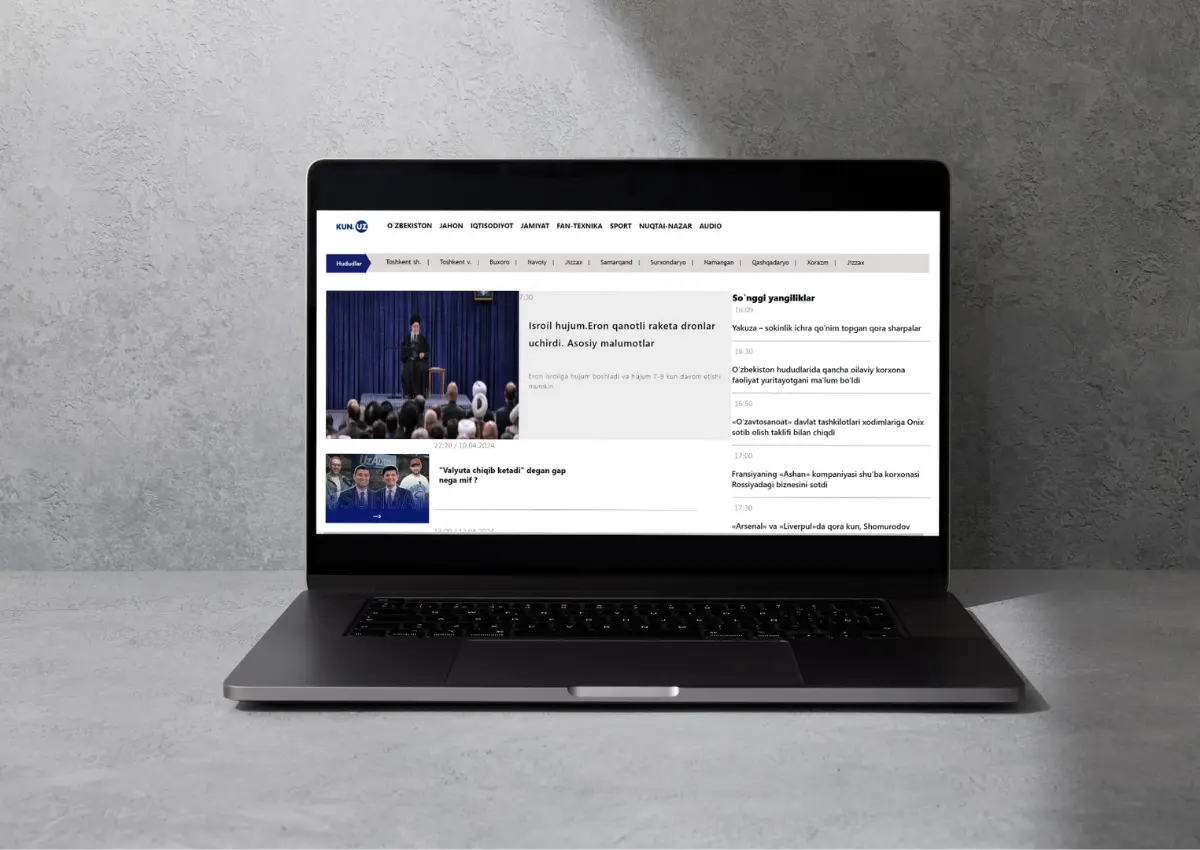 KUN.UZ
O'ZBEKISTON JAHON IQTISODIYOT JAMIYAT FAN-TEXNIKA SPORT NUQTAI-NAZAR AUDIO
Hududlar
Toshkent sh. | Toshkent v. | Buxoro | Navoiy | Jizzax | Samarqand | Surxondaryo | Namangan | Qashqadaryo | Xorazm | Jizzax
7:30
Isroil hujum.Eron qanotli raketa dronlar
uchirdi. Asosiy malumotlar
Eron Isroilga hujum boshladi va hujum 7-9 kun davom etishi
mumkin
22:20 / 10.04.2024
"Valyuta chiqib ketadi" degan gap
nega mif ?
So`nggi yangiliklar
16:09
Yakuza – sokinlik ichra qo'nim topgan qora sharpalar
16:30
O'zbekiston hududlarida qancha oilaviy korxona
faoliyat yuritayotgani ma'lum bo'ldi
16:50
«O'zavtosanoat» davlat tashkilotlari xodimlariga Onix
sotib olish taklifi bilan chiqdi
17:00
Fransiyaning «Ashan» kompaniyasi shu'ba korxonasi
Rossiyadagi biznesini sotdi
17:30
«Arsenal» va «Liverpul»da qora kun, Shomurodov